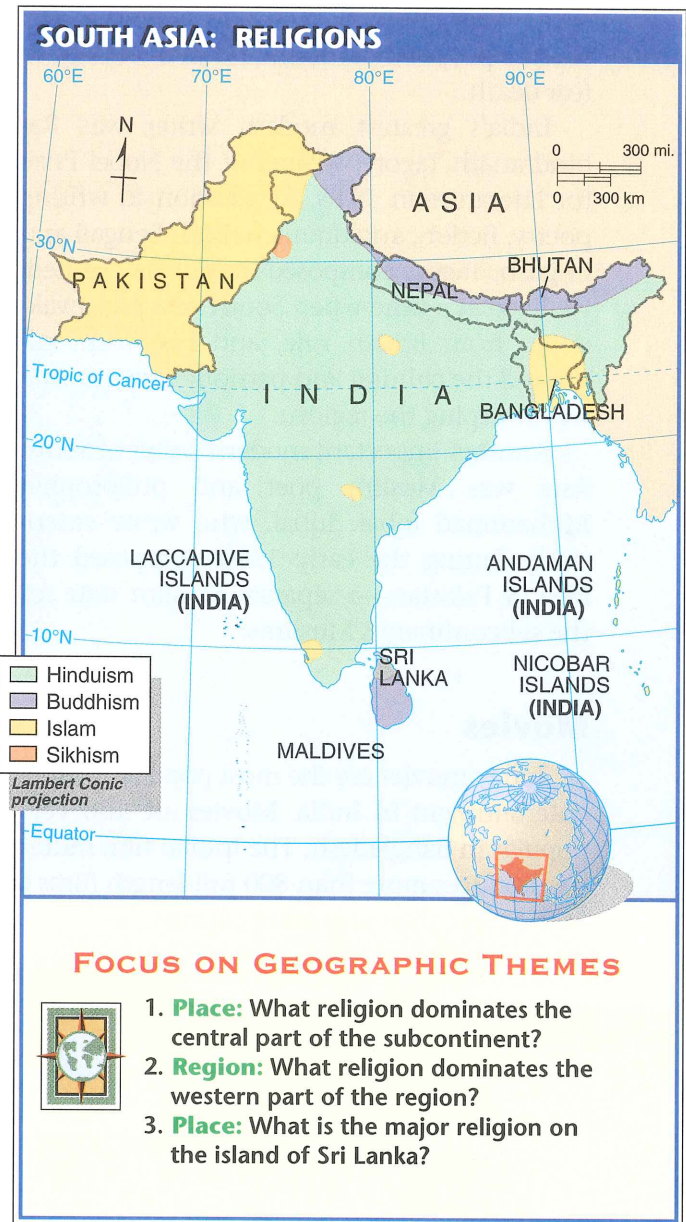 SOUTH ASIA: RELIGIONS
60°E
70°E
80°E
90°E
N
0 300 mi.
0 300 km
ASIA
30°N
PAKISTAN
BHUTAN
NEPAL
Tropic of Cancer
INDIA
BANGLADESH
20°N
LACCADIVE
ISLANDS
(INDIA)
ANDAMAN
ISLANDS
(INDIA)
10°N
SRI
LANKA
NICOBAR
ISLANDS
(INDIA)
Hinduism
Buddhism
Islam
Sikhism
MALDIVES
Lambert Conic
projection
Equator
FOCUS ON GEOGRAPHIC THEMES
1. Place: What religion dominates the
central part of the subcontinent?
2. Region: What religion dominates the
western part of the region?
3. Place: What is the major religion on
the island of Sri Lanka?